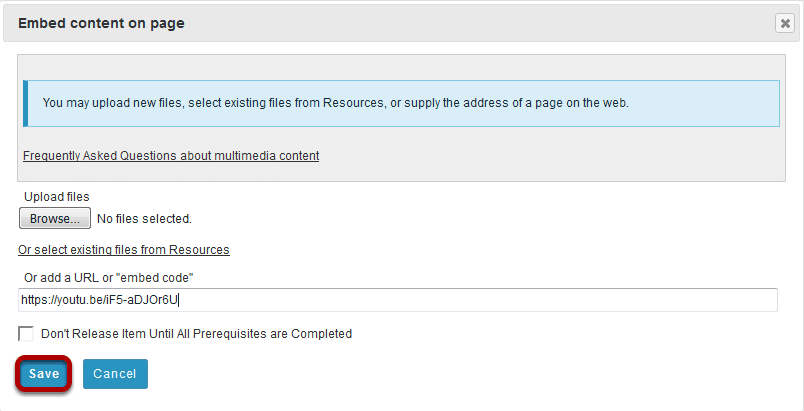 Embed content on page
You may upload new files, select existing files from Resources, or supply the address of a page on the web.
Frequently Asked Questions about multimedia content
Upload files
Browse... No files selected.
Or select existing files from Resources
Or add a URL or "embed code"
https://youtu.be/iF5-aDJOr6U
Don't Release Item Until All Prerequisites are Completed
Save Cancel